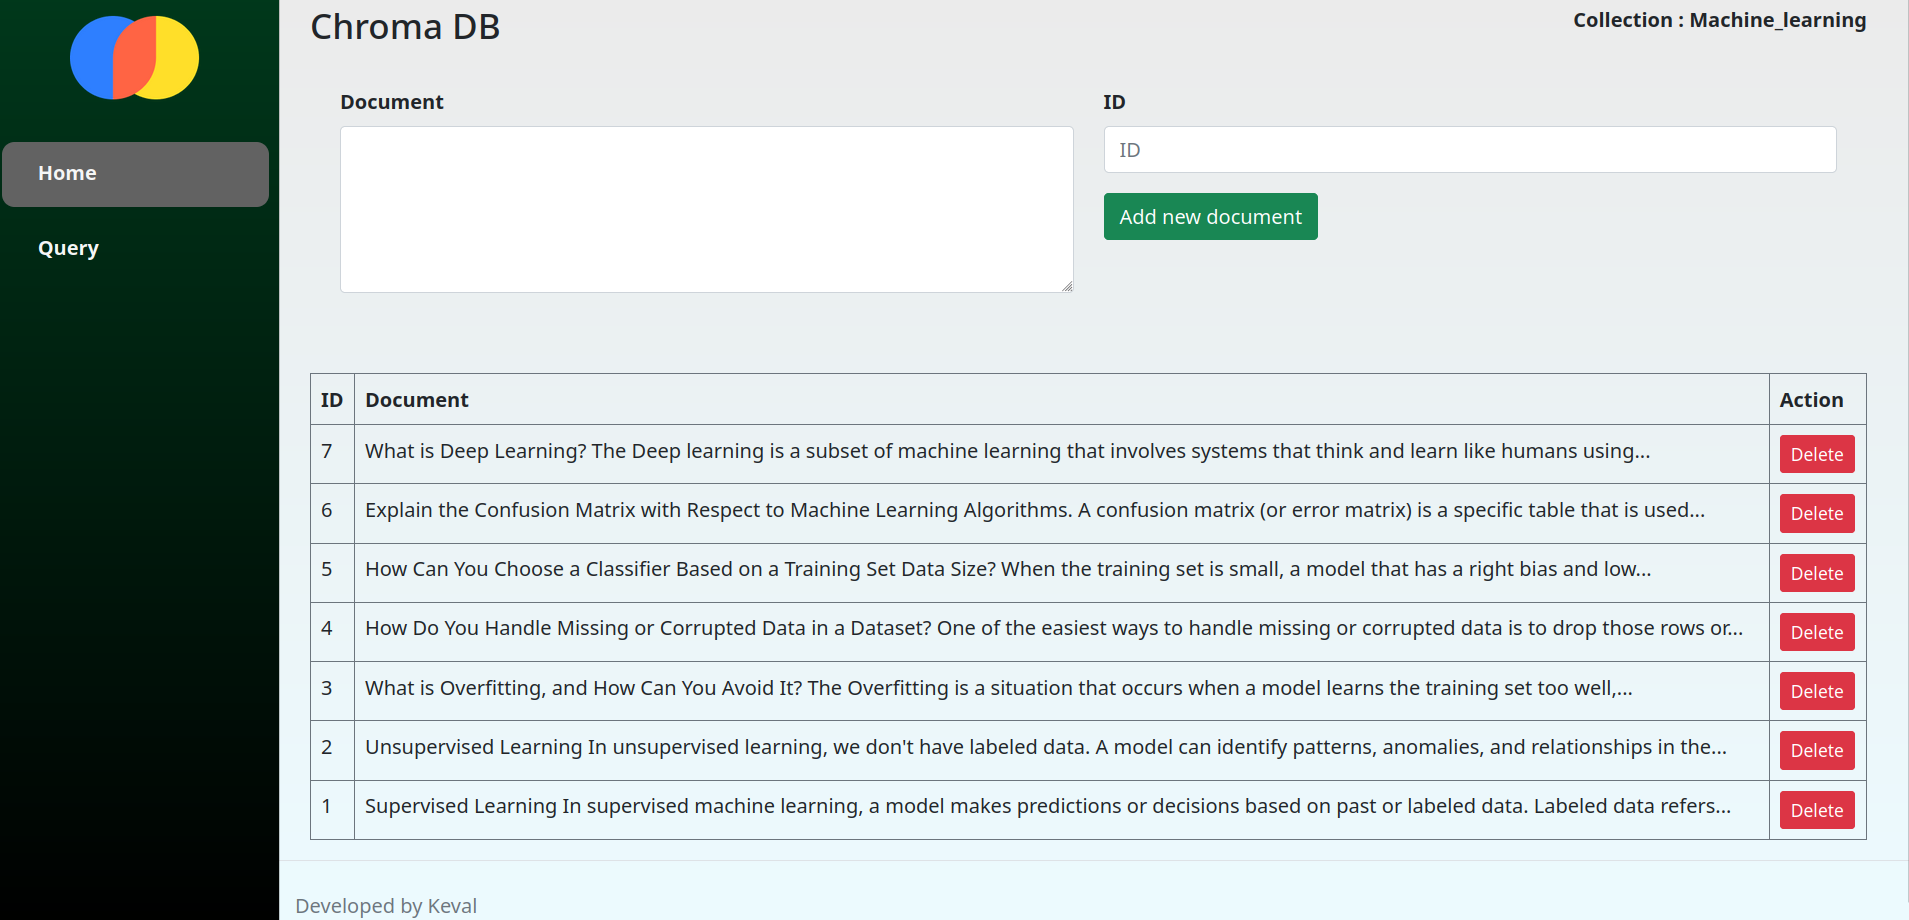 Chroma DB
Collection : Machine_learning
Home
Query
Document
ID
ID
Add new document
ID Document Action
7 What is Deep Learning? The Deep learning is a subset of machine learning that involves systems that think and learn like humans using... Delete
6 Explain the Confusion Matrix with Respect to Machine Learning Algorithms. A confusion matrix (or error matrix) is a specific table that is used... Delete
5 How Can You Choose a Classifier Based on a Training Set Data Size? When the training set is small, a model that has a right bias and low... Delete
4 How Do You Handle Missing or Corrupted Data in a Dataset? One of the easiest ways to handle missing or corrupted data is to drop those rows or... Delete
3 What is Overfitting, and How Can You Avoid It? The Overfitting is a situation that occurs when a model learns the training set too well,... Delete
2 Unsupervised Learning In unsupervised learning, we don't have labeled data. A model can identify patterns, anomalies, and relationships in the... Delete
1 Supervised Learning In supervised machine learning, a model makes predictions or decisions based on past or labeled data. Labeled data refers... Delete
Developed by Keval